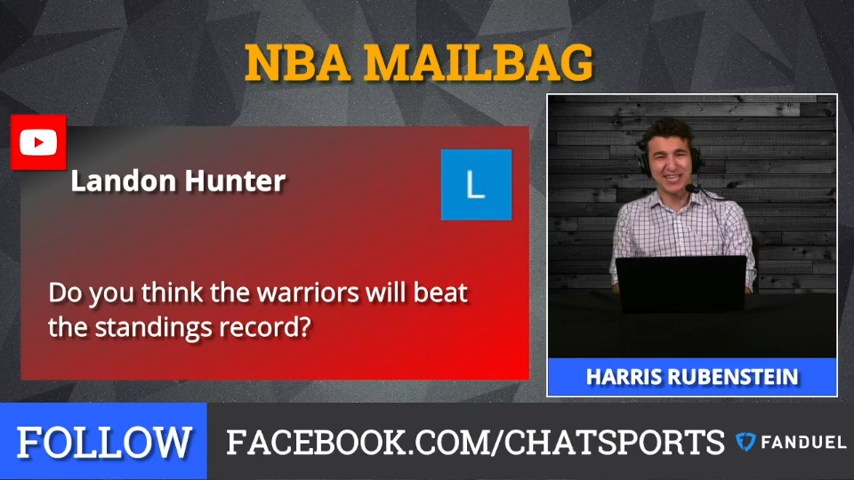 NBA MAILBAG
Landon Hunter
L
Do you think the warriors will beat
the standings record?
HARRIS RUBENSTEIN
FOLLOW
FACEBOOK.COM/CHATSPORTS
FANDUEL